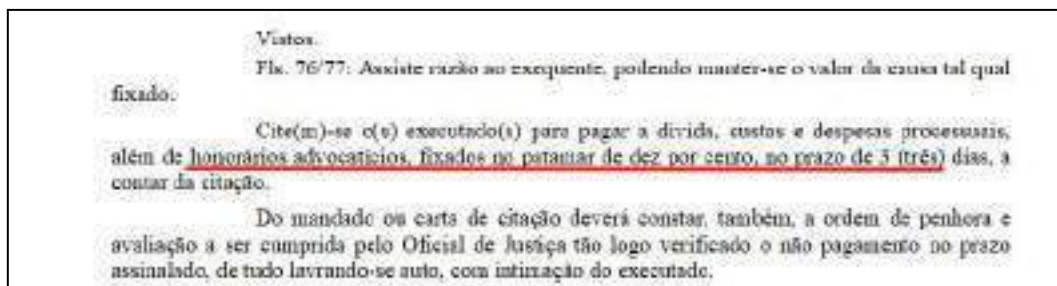 Vistos.
Fls. 76/77: Assiste razão ao exequente, podendo manter-se o valor da causa tal qual
fixado.
Cite(m)-se o(s) executado(s) para pagar a dívida, custas e despesas processuais,
além de honorários advocatícios, fixados no patamar de dez por cento, no prazo de 3 (três) dias, a
contar da citação.
Do mandado ou carta de citação deverá constar, também, a ordem de penhora e
avaliação a ser cumprida pelo Oficial de Justiça tão logo verificado o não pagamento no prazo
assinalado, de tudo lavrando-se auto, com intimação do executado.